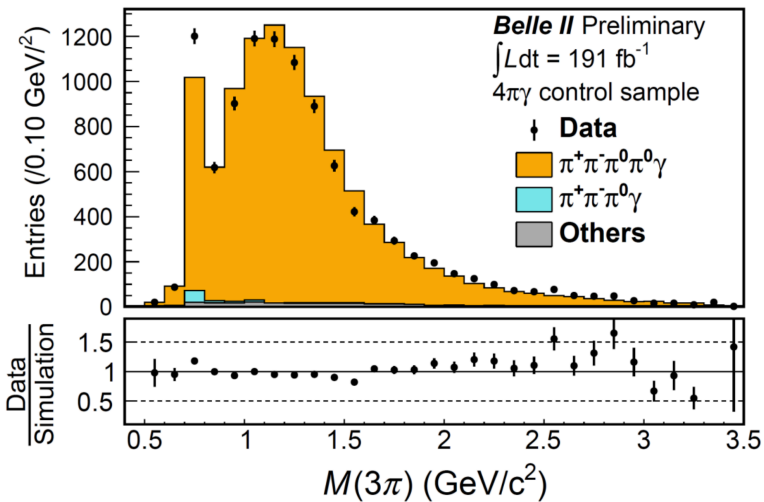 Belle II Preliminary
∫Ldt = 191 fb⁻¹
4πγ control sample
Data
π⁺π⁻π⁰π⁰γ
π⁺π⁻π⁰γ
Others
Entries (/0.10 GeV/²)
1200
1000
800
600
400
200
0
Data
Simulation
1.5
1
0.5
0.5 1 1.5 2 2.5 3 3.5
M(3π) (GeV/c²)